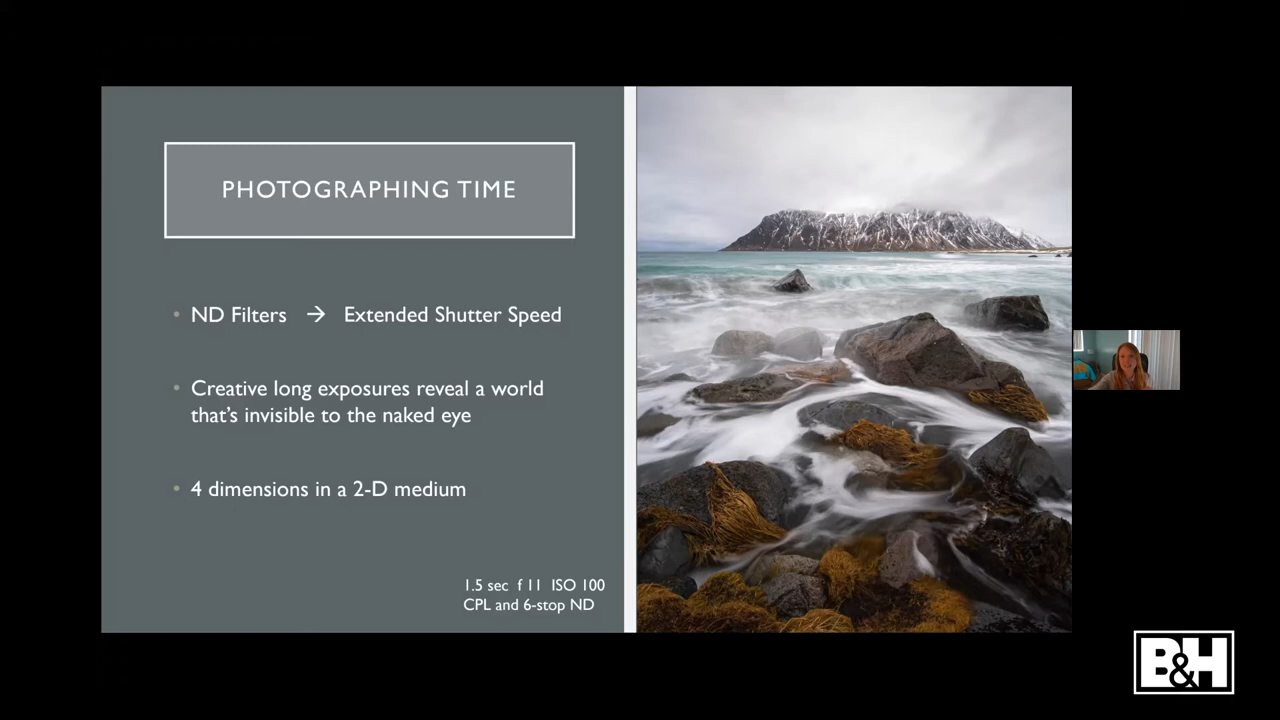 PHOTOGRAPHING TIME
• ND Filters → Extended Shutter Speed
• Creative long exposures reveal a world
that's invisible to the naked eye
• 4 dimensions in a 2-D medium
1.5 sec f 11 ISO 100
CPL and 6-stop ND
B&H